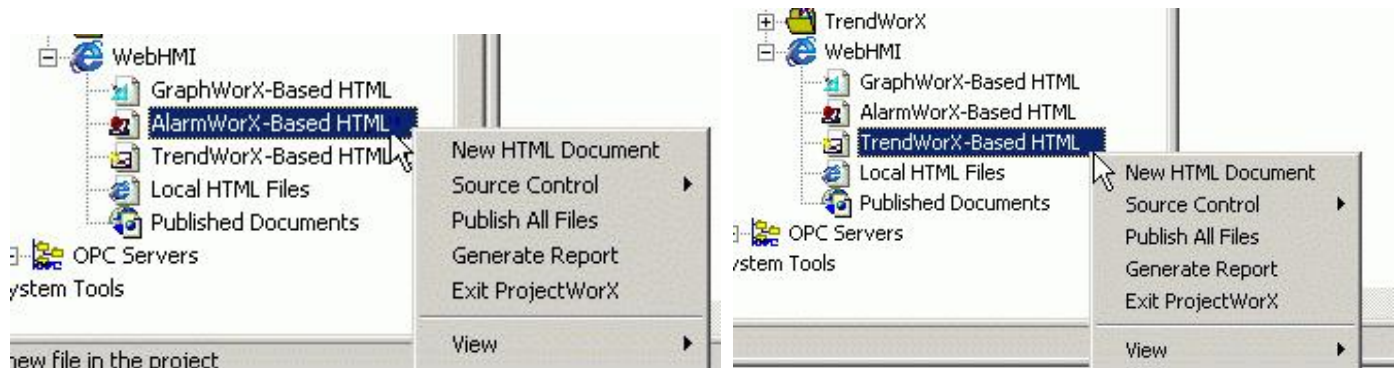 WebHMI
GraphWorX-Based HTML
AlarmWorX-Based HTML
TrendWorX-Based HTML
Local HTML Files
Published Documents
OPC Servers
ystem Tools
new file in the project
New HTML Document
Source Control
Publish All Files
Generate Report
Exit ProjectWorX
View
TrendWorX
WebHMI
GraphWorX-Based HTML
AlarmWorX-Based HTML
TrendWorX-Based HTML
Local HTML Files
Published Documents
OPC Servers
ystem Tools
New HTML Document
Source Control
Publish All Files
Generate Report
Exit ProjectWorX
View